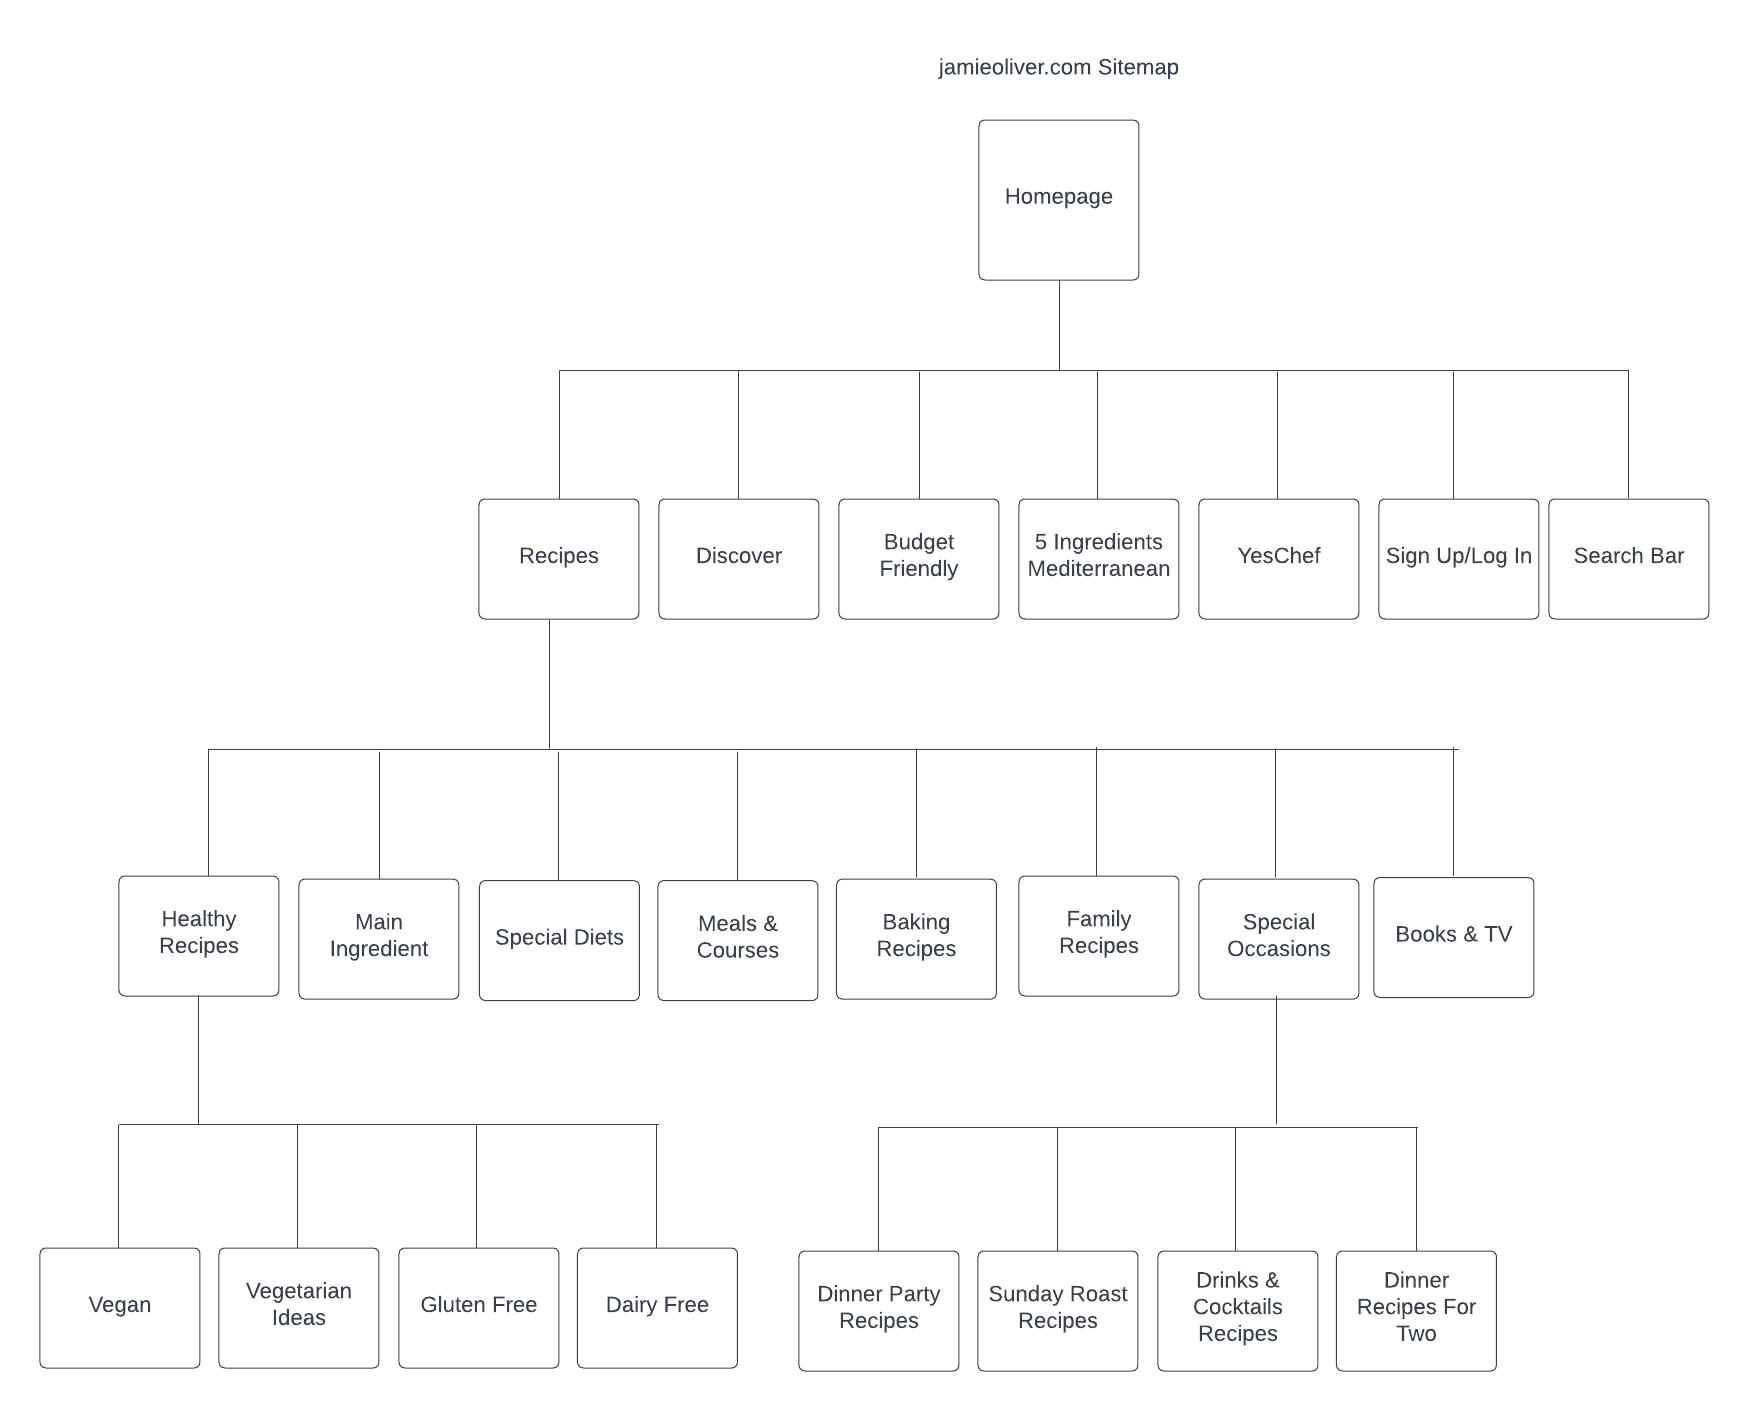 jamieoliver.com Sitemap
Homepage
Recipes
Discover
Budget
Friendly
5 Ingredients
Mediterranean
YesChef
Sign Up/Log In
Search Bar
Healthy
Recipes
Main
Ingredient
Special Diets
Meals &
Courses
Baking
Recipes
Family
Recipes
Special
Occasions
Books & TV
Vegan
Vegetarian
Ideas
Gluten Free
Dairy Free
Dinner Party
Recipes
Sunday Roast
Recipes
Drinks &
Cocktails
Recipes
Dinner
Recipes For
Two